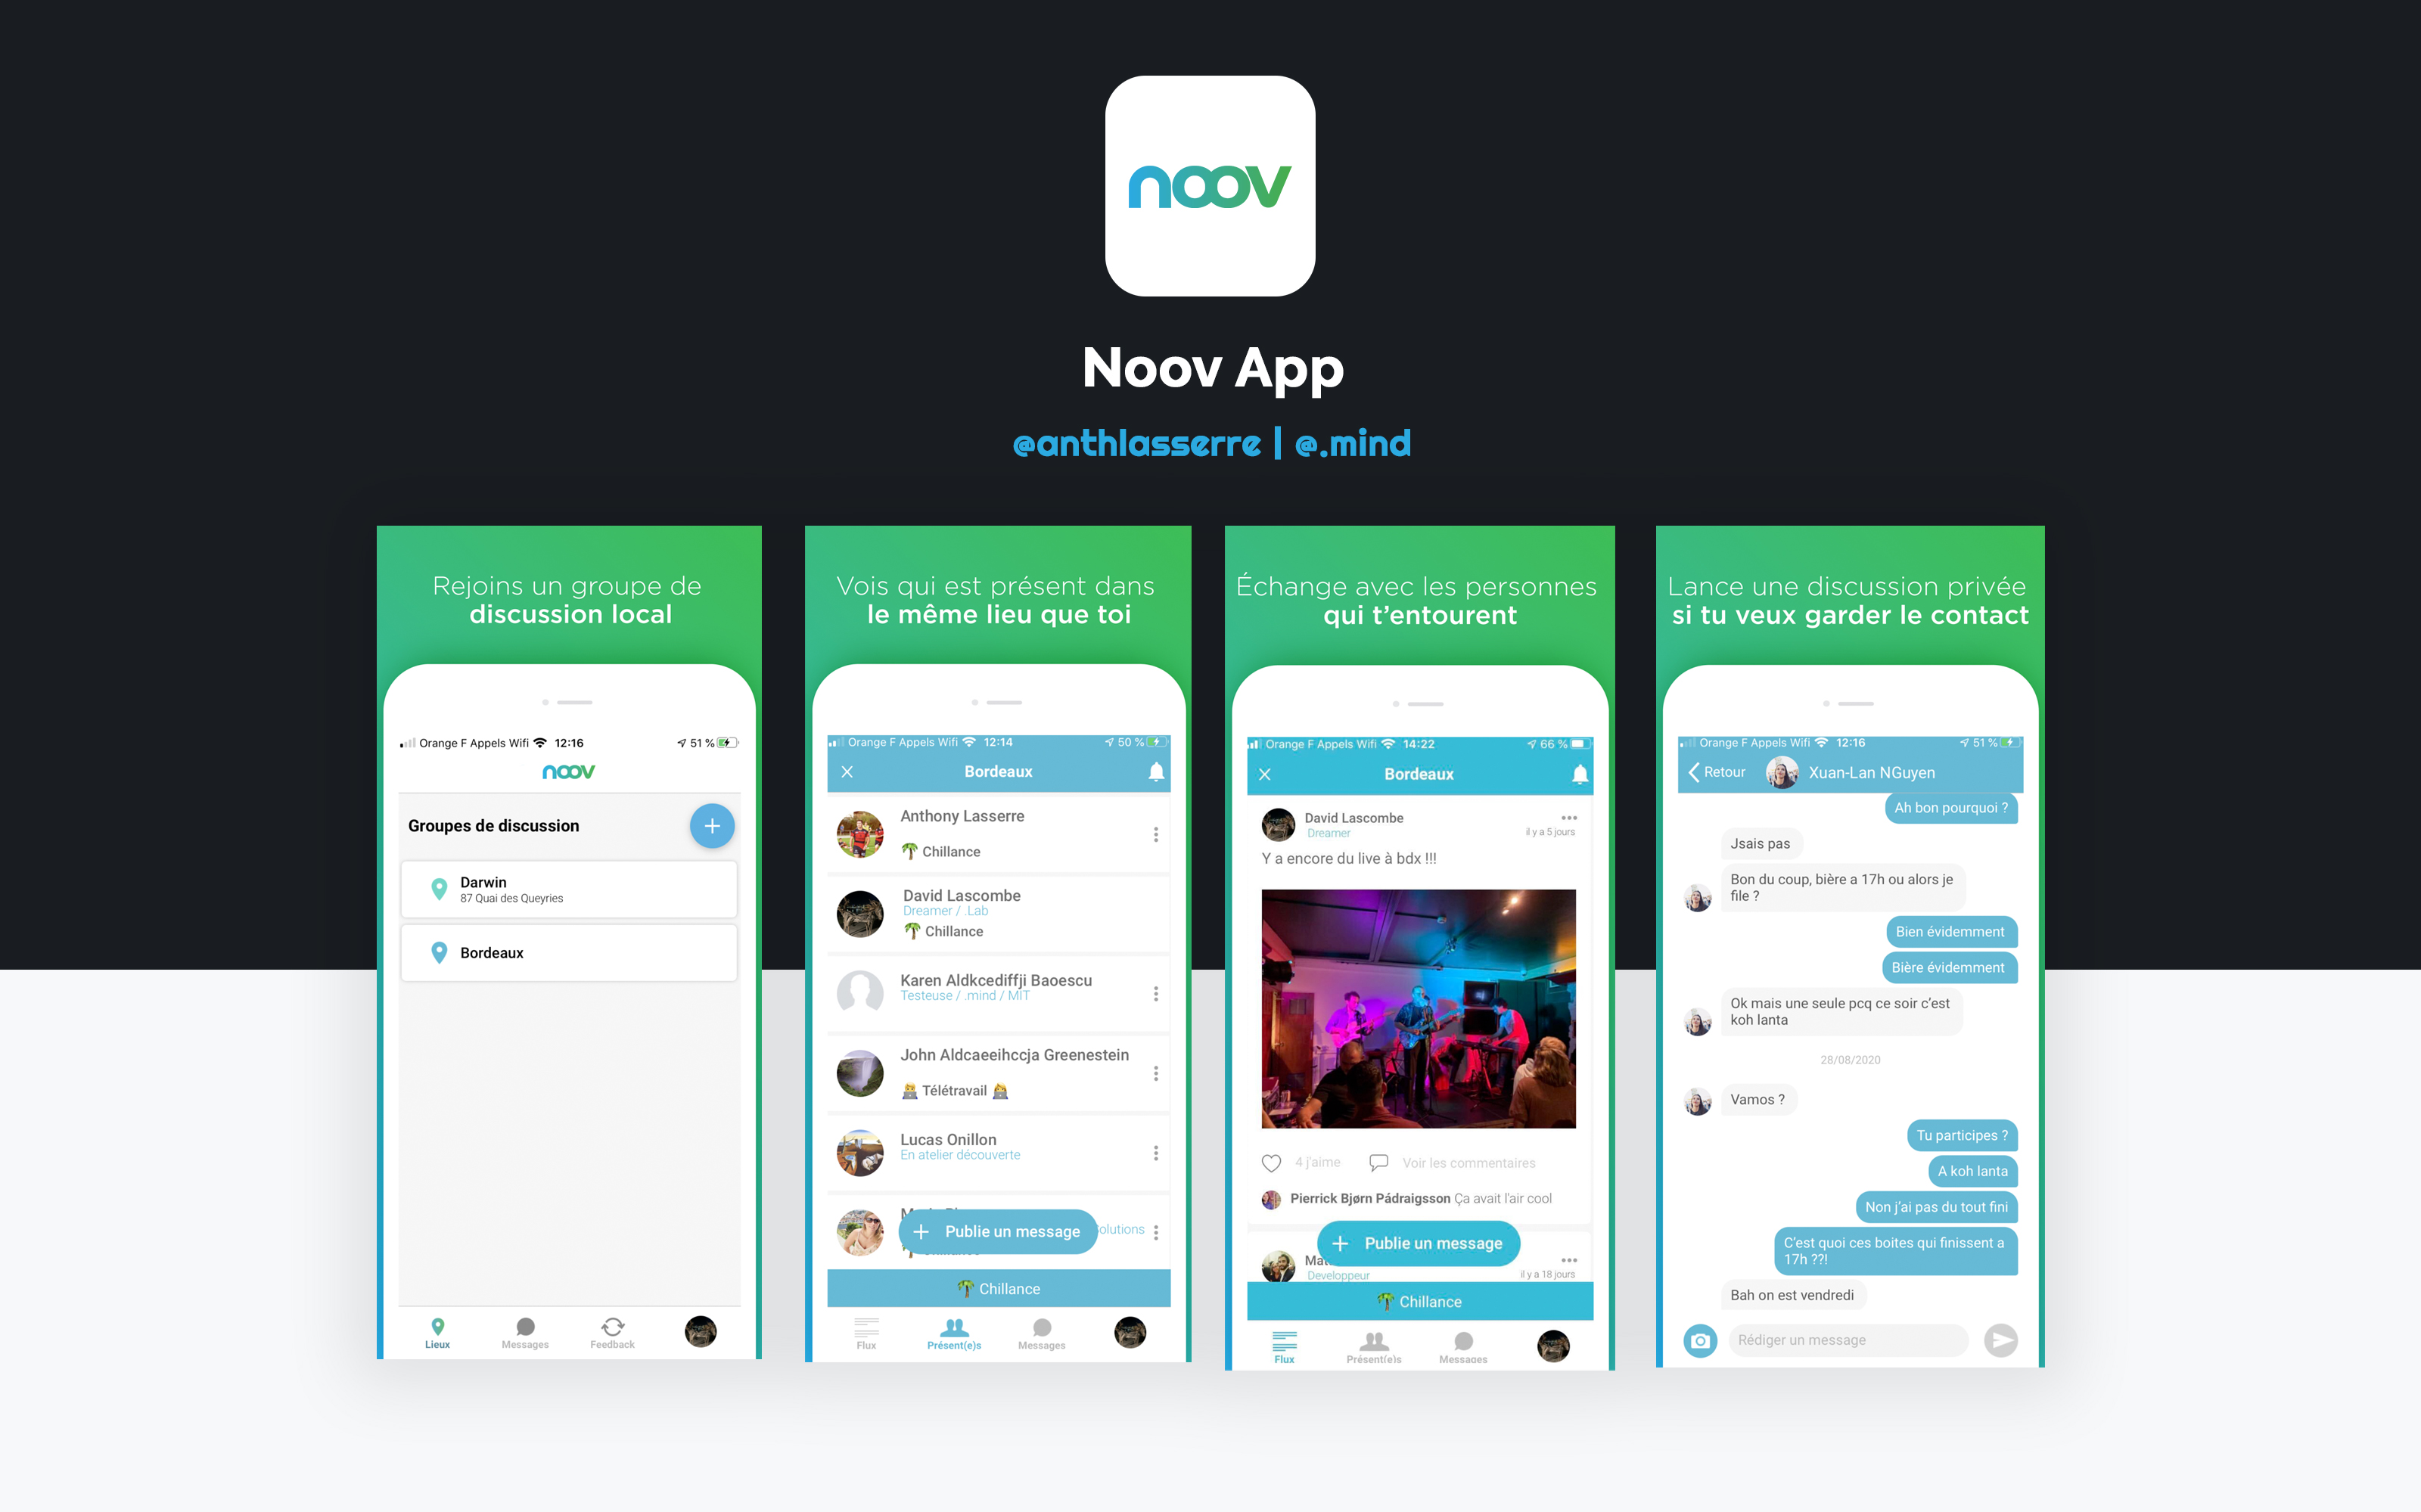 noov
Noov App
@anthlasserre | @.mind
Rejoins un groupe de
discussion local
Orange F Appels Wifi 12:16 51 %
noov
Groupes de discussion
Darwin
87 Quai des Queyries
Bordeaux
Lieux Messages Feedback
Vois qui est présent dans
le même lieu que toi
Orange F Appels Wifi 12:14 50 %
Bordeaux
Anthony Lasserre
🌴 Chillance
David Lascombe
Dreamer / .Lab
🌴 Chillance
Karen Aldkcediffji Baoescu
Testeuse / .mind / MIT
John Aldcaeeihccja Greenestein
Télétravail
Lucas Onillon
En atelier découverte
+ Publie un message
🌴 Chillance
Flux Présent(e)s Messages
Échange avec les personnes
qui t’entourent
Orange F Appels Wifi 14:22 66 %
Bordeaux
David Lascombe
Dreamer il y a 5 jours
Y a encore du live à bdx !!!
4 j'aime Voir les commentaires
Pierrick Bjørn Pádraigsson Ça avait l'air cool
+ Publie un message
Developpeur il y a 18 jours
🌴 Chillance
Flux Présent(e)s Messages
Lance une discussion privée
si tu veux garder le contact
Orange F Appels Wifi 12:16 51 %
Retour Xuan-Lan NGuyen
Ah bon pourquoi ?
Jsais pas
Bon du coup, bière a 17h ou alors je
file ?
Bien évidemment
Bière évidemment
Ok mais une seule pcq ce soir c’est
koh lanta
28/08/2020
Vamos ?
Tu participes ?
A koh lanta
Non j’ai pas du tout fini
C’est quoi ces boites qui finissent a
17h ??!
Bah on est vendredi
Rédiger un message